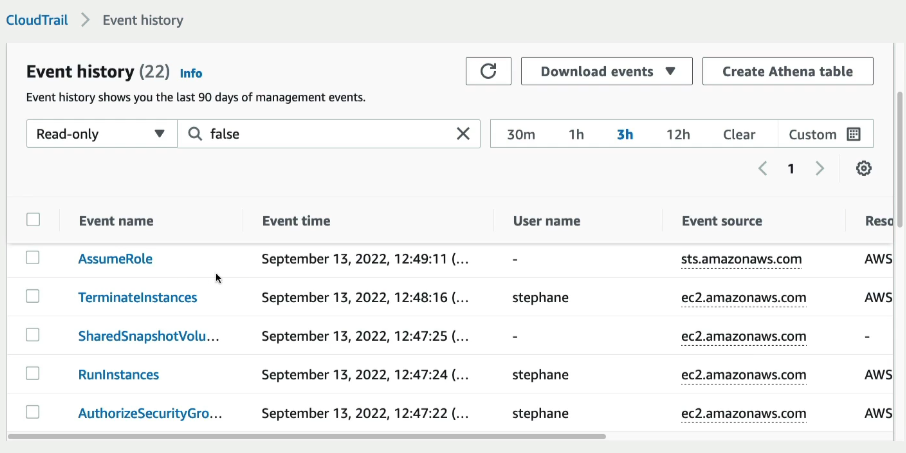 CloudTrail > Event history
Event history (22) Info
Download events
Create Athena table
Event history shows you the last 90 days of management events.
Read-only
false
30m 1h 3h 12h Clear Custom
1
Event name Event time User name Event source Reso
AssumeRole September 13, 2022, 12:49:11 (... - sts.amazonaws.com AWS
TerminateInstances September 13, 2022, 12:48:16 (... stephane ec2.amazonaws.com AWS
SharedSnapshotVolu... September 13, 2022, 12:47:25 (... - ec2.amazonaws.com -
RunInstances September 13, 2022, 12:47:24 (... stephane ec2.amazonaws.com AWS
AuthorizeSecurityGro... September 13, 2022, 12:47:22 (... stephane ec2.amazonaws.com AWS